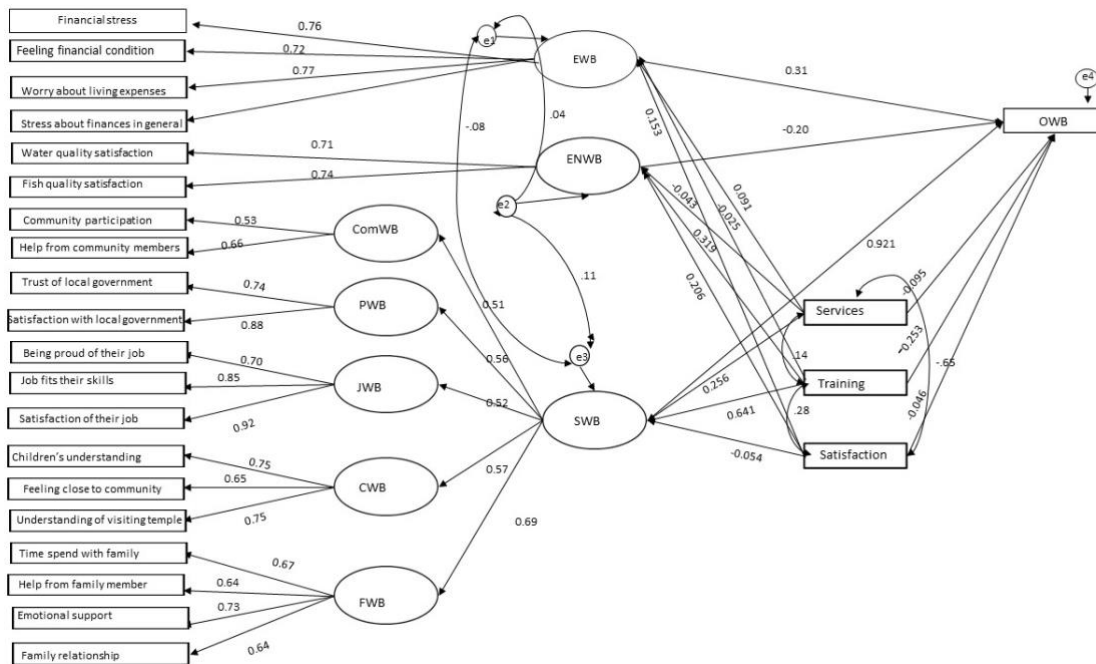 Financial stress
0.76
e1
Feeling financial condition
0.72
EWB
0.31
e4
0.77
Worry about living expenses
OWB
Stress about finances in general
-.08
.04
0.153
-0.20
Water quality satisfaction
0.71
ENWB
Fish quality satisfaction
0.74
0.091
-0.043
-0.025
e2
Community participation
0.53
ComWB
0.319
0.921
Help from community members
0.66
.11
0.206
Trust of local government
0.74
PWB
0.51
Services
-0.095
Satisfaction with local government
0.88
-0.253
Being proud of their job
0.70
0.56
e3
.14
-.65
Job fits their skills
0.85
JWB
0.256
Training
-0.046
0.52
0.641
.28
Satisfaction of their job
0.92
SWB
Children's understanding
-0.054
Satisfaction
0.75
0.57
Feeling close to community
0.65
CWB
Understanding of visiting temple
0.75
0.69
Time spend with family
0.67
Help from family member
0.64
FWB
Emotional support
0.73
Family relationship
0.64